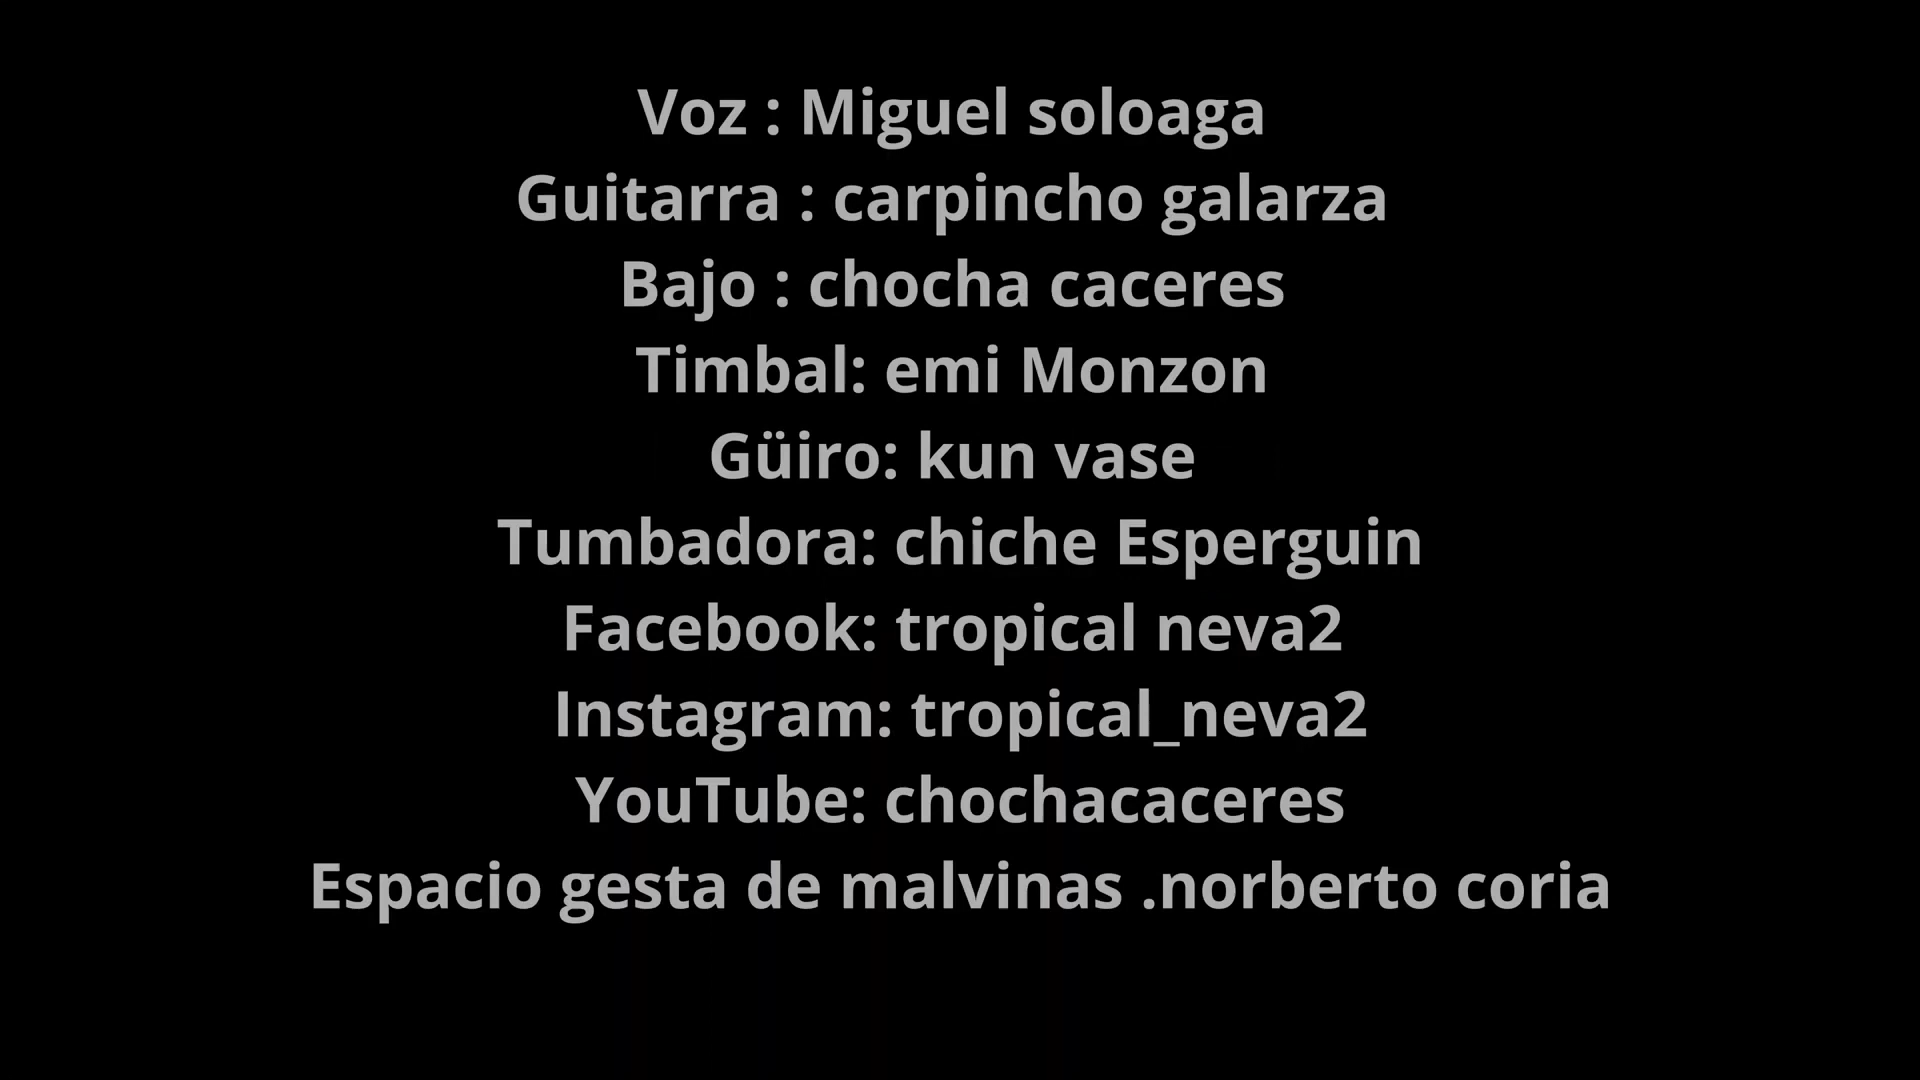 Voz : Miguel soloaga
Guitarra : carpincho galarza
Bajo : chocha caceres
Timbal: emi Monzon
Güiro: kun vase
Tumbadora: chiche Esperguin
Facebook: tropical neva2
Instagram: tropical_neva2
YouTube: chochacaceres
Espacio gesta de malvinas .norberto coria